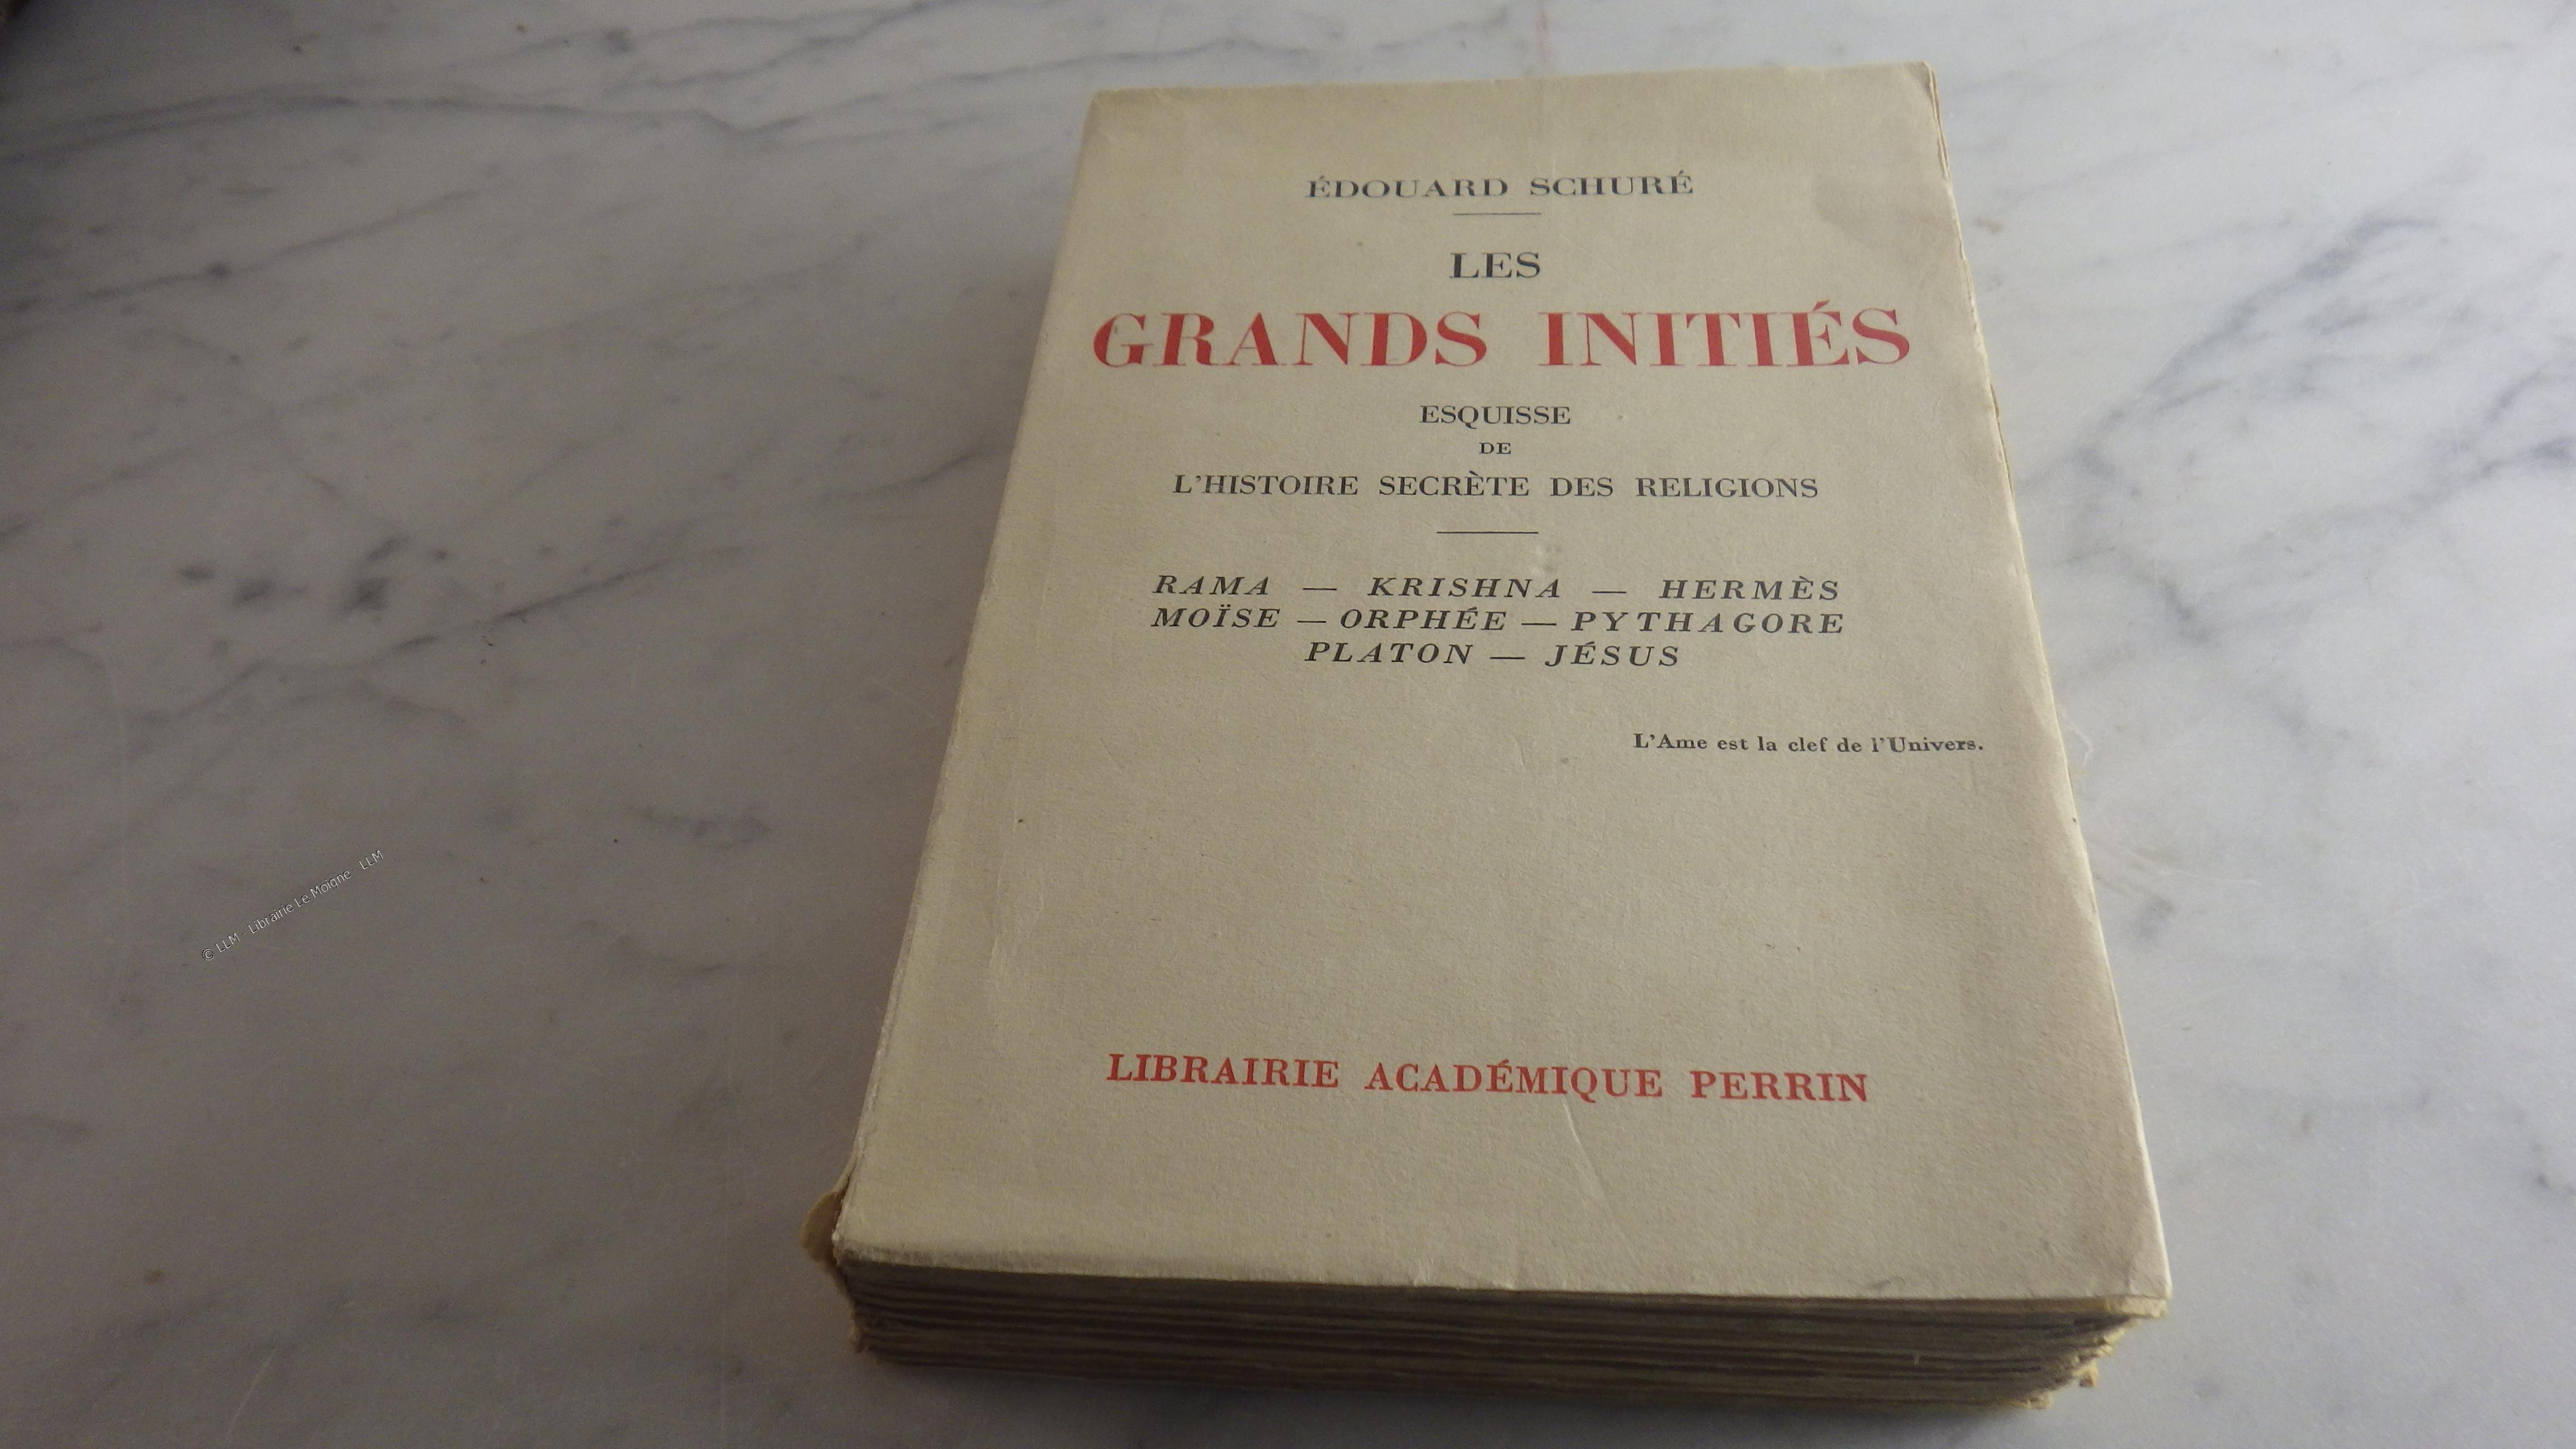 ÉDOUARD SCHURÉ
LES
GRANDS INITIÉS
ESQUISSE
DE
L'HISTOIRE SECRÈTE DES RELIGIONS
RAMA — KRISHNA — HERMÈS
MOÏSE — ORPHÉE — PYTHAGORE
PLATON — JÉSUS
L'Ame est la clef de l'Univers.
LIBRAIRIE ACADÉMIQUE PERRIN
© LLM - Librairie Le Moigne - LLM